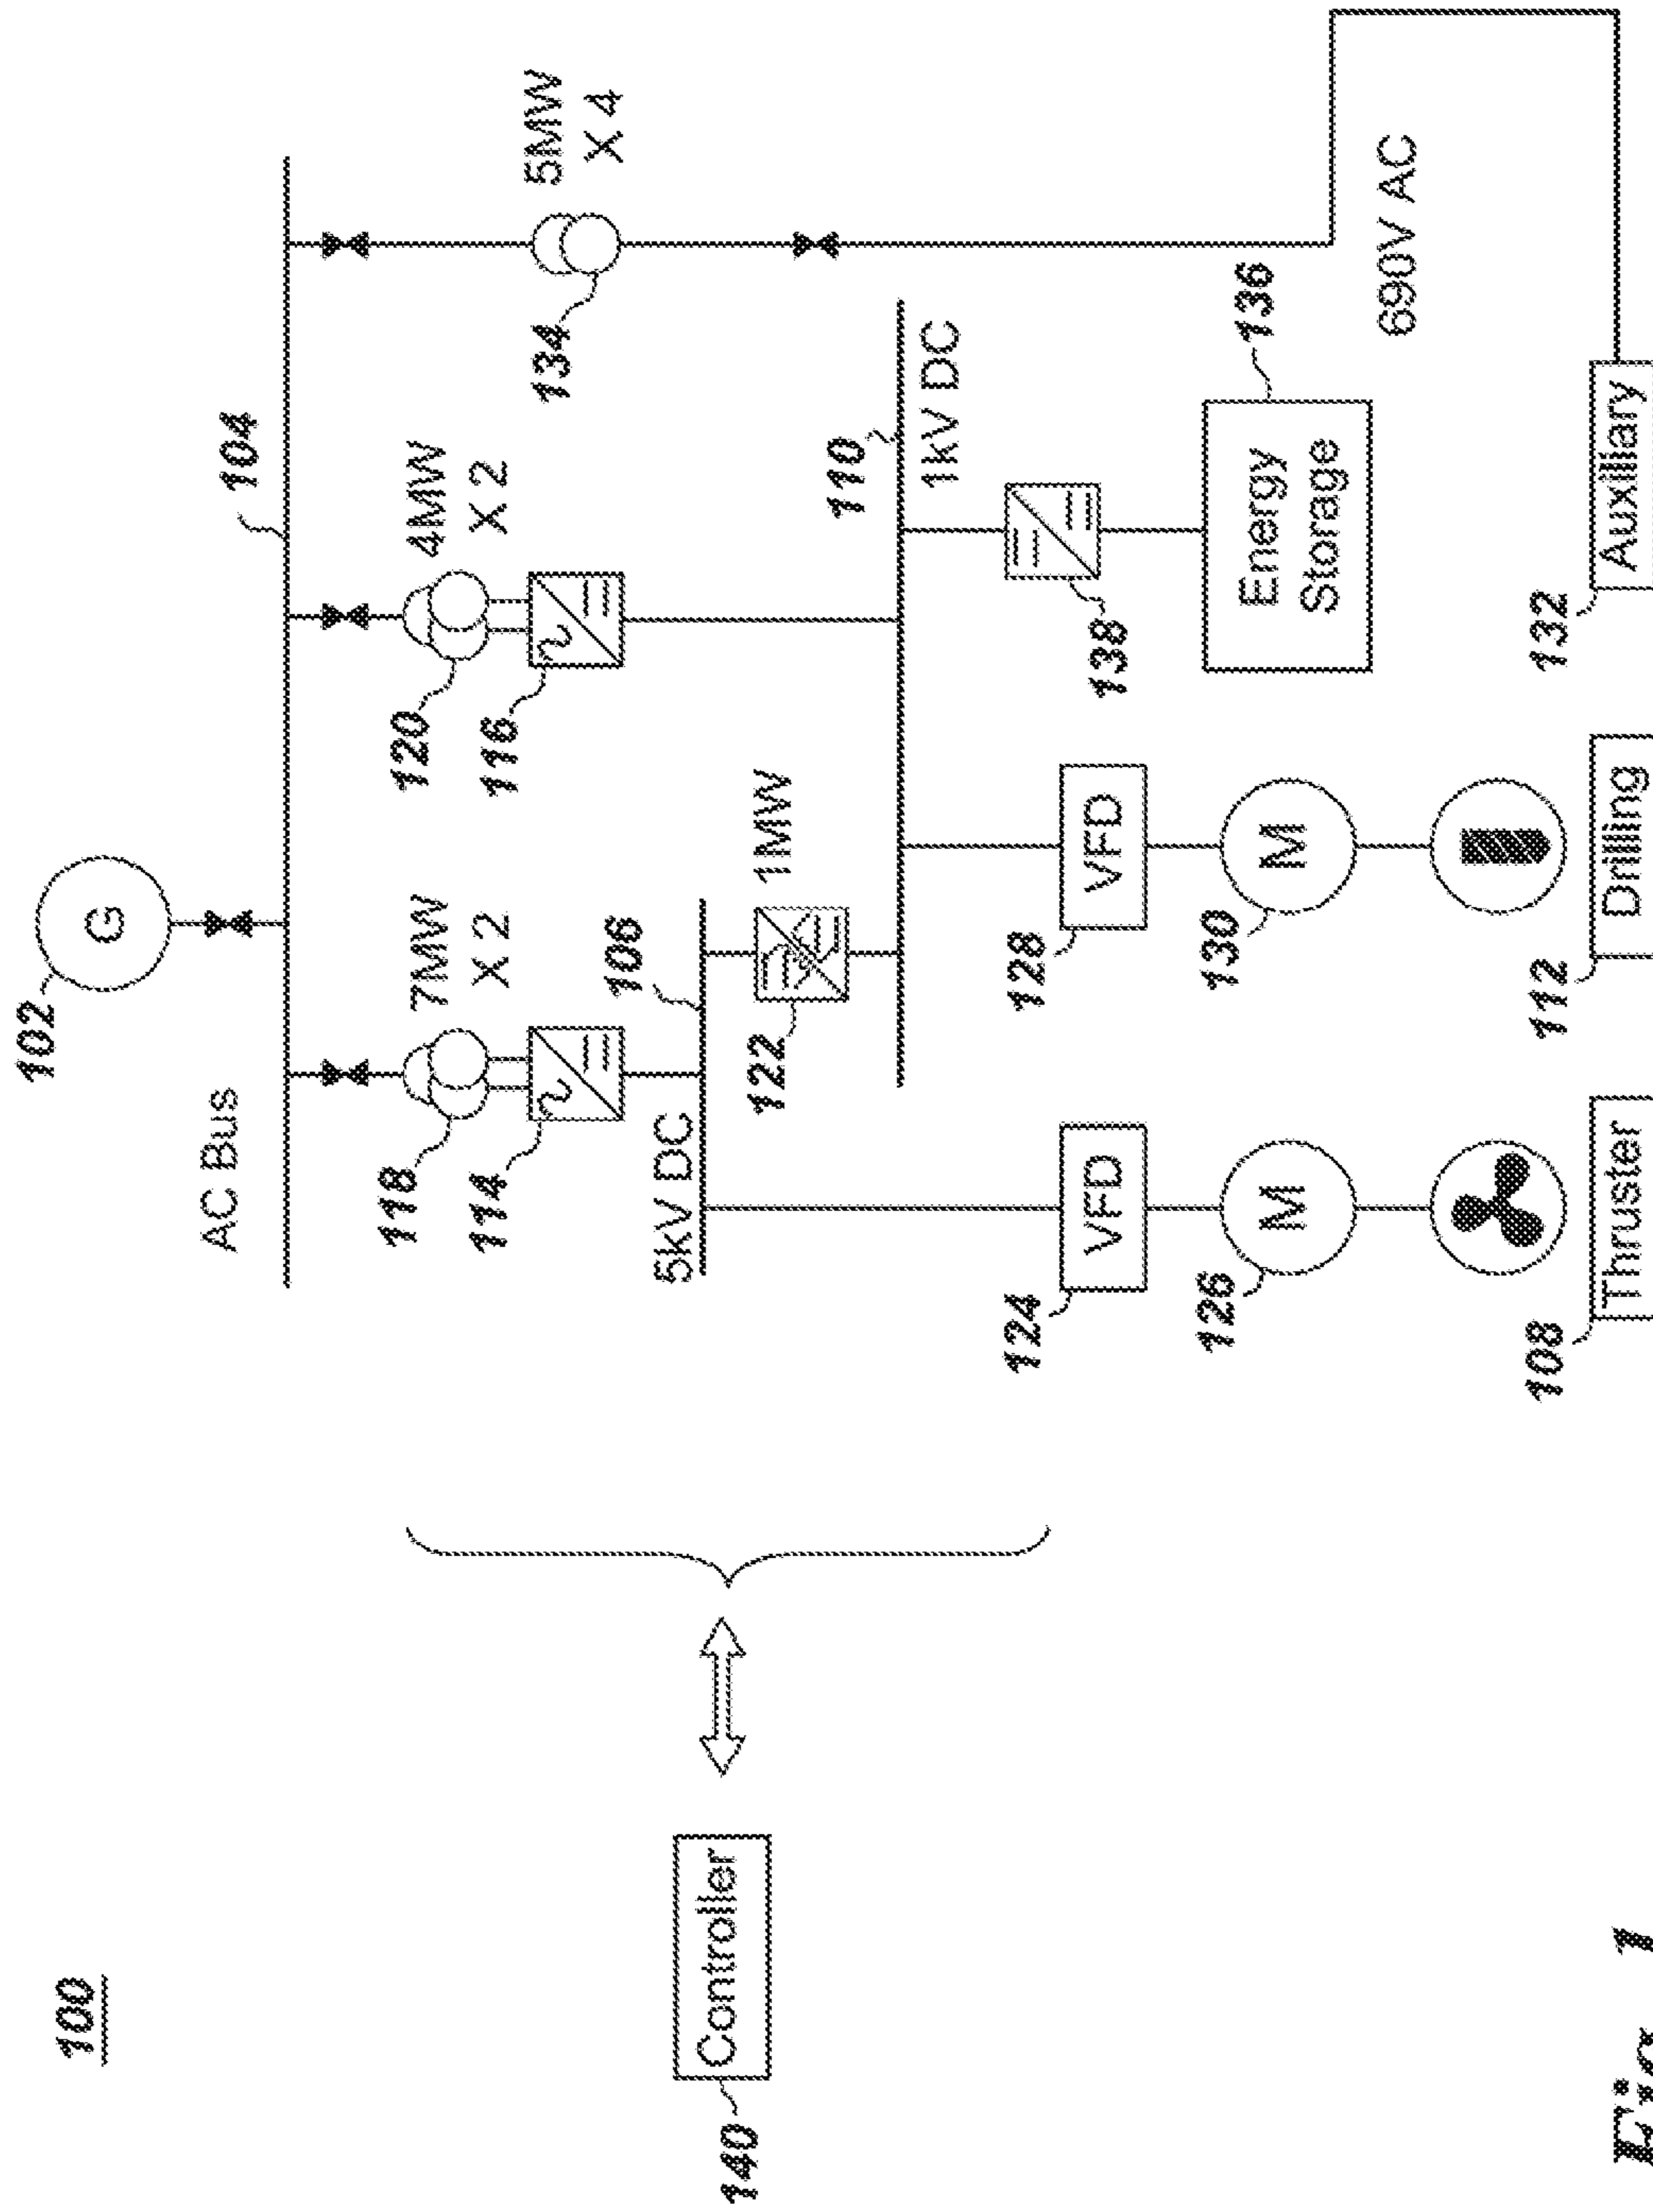 100
102
G
AC Bus
104
118
7MW
X 2
120
4MW
X 2
5MW
X 4
134
114
116
5kV DC
106
122
1MW
110
1kV DC
Controller
140
124
VFD
128
VFD
138
126
M
130
M
Energy
Storage
136
690V AC
108
Thruster
112
Drilling
132
Auxiliary
Fig. 1